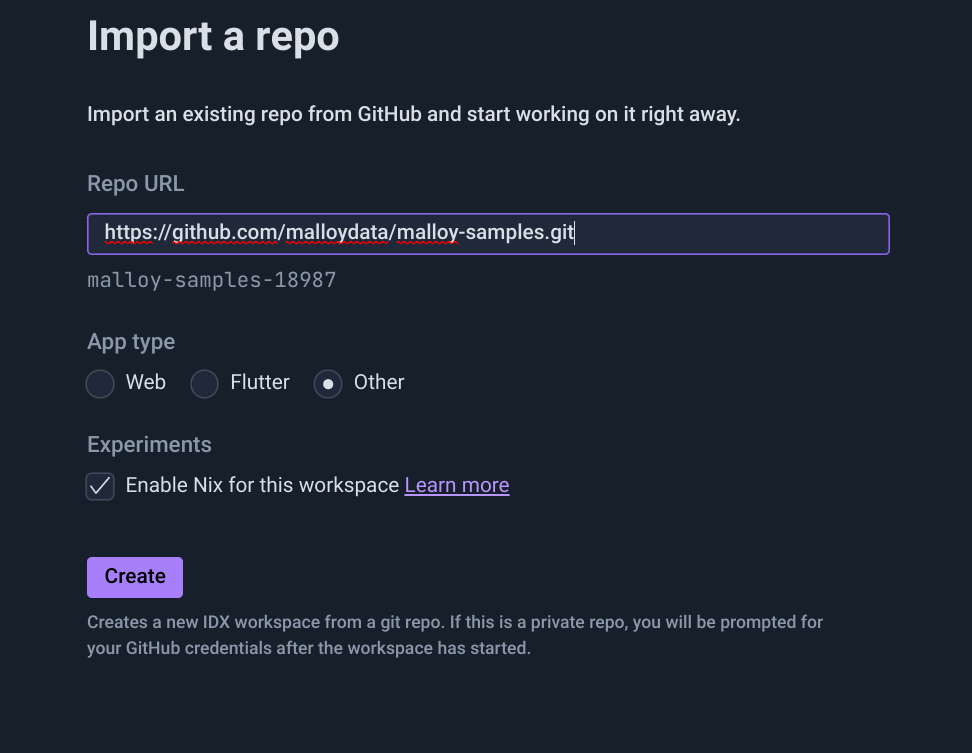 Import a repo
Import an existing repo from GitHub and start working on it right away.
Repo URL
https://github.com/malloydata/malloy-samples.git
malloy-samples-18987
App type
Web Flutter Other
Experiments
Enable Nix for this workspace Learn more
Create
Creates a new IDX workspace from a git repo. If this is a private repo, you will be prompted for
your GitHub credentials after the workspace has started.